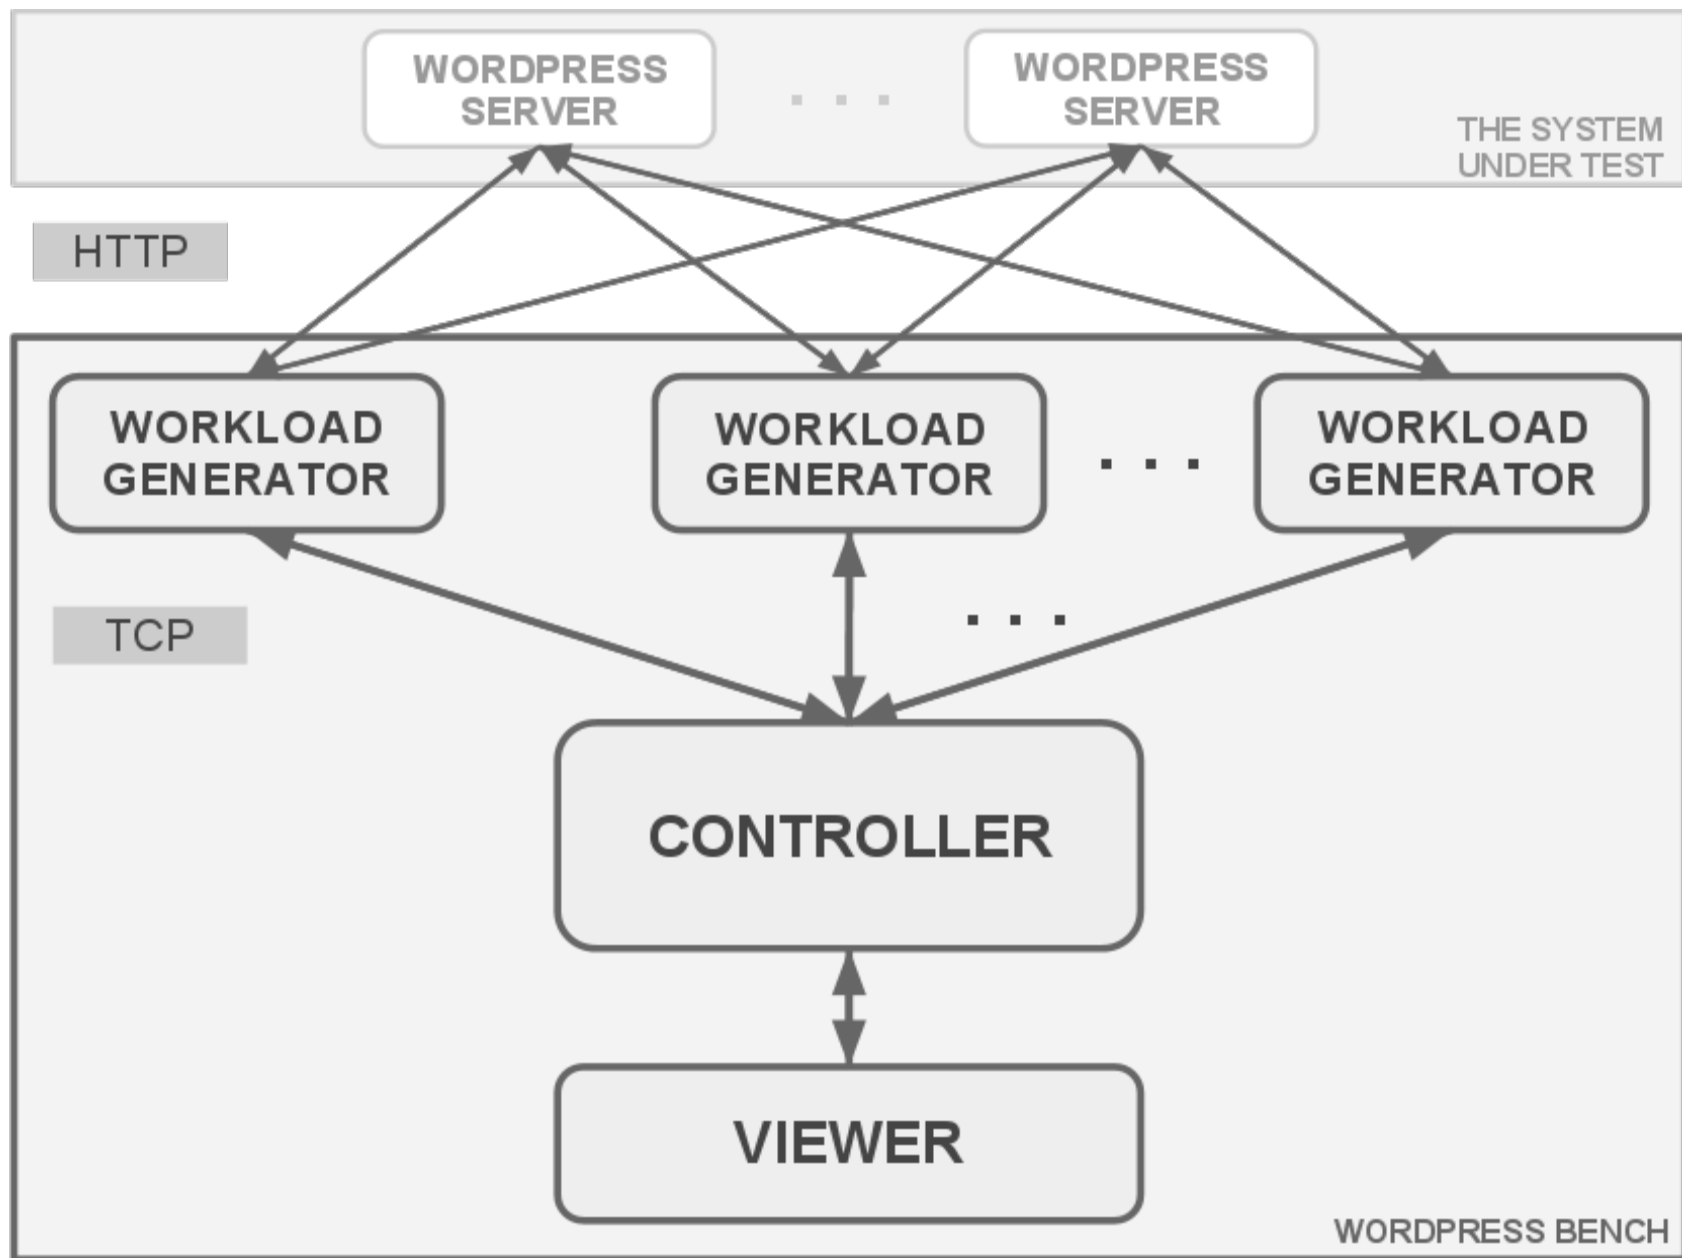 WORDPRESS
SERVER
. . .
WORDPRESS
SERVER
THE SYSTEM
UNDER TEST
HTTP
WORKLOAD
GENERATOR
WORKLOAD
GENERATOR
. . .
WORKLOAD
GENERATOR
TCP
. . .
CONTROLLER
VIEWER
WORDPRESS BENCH